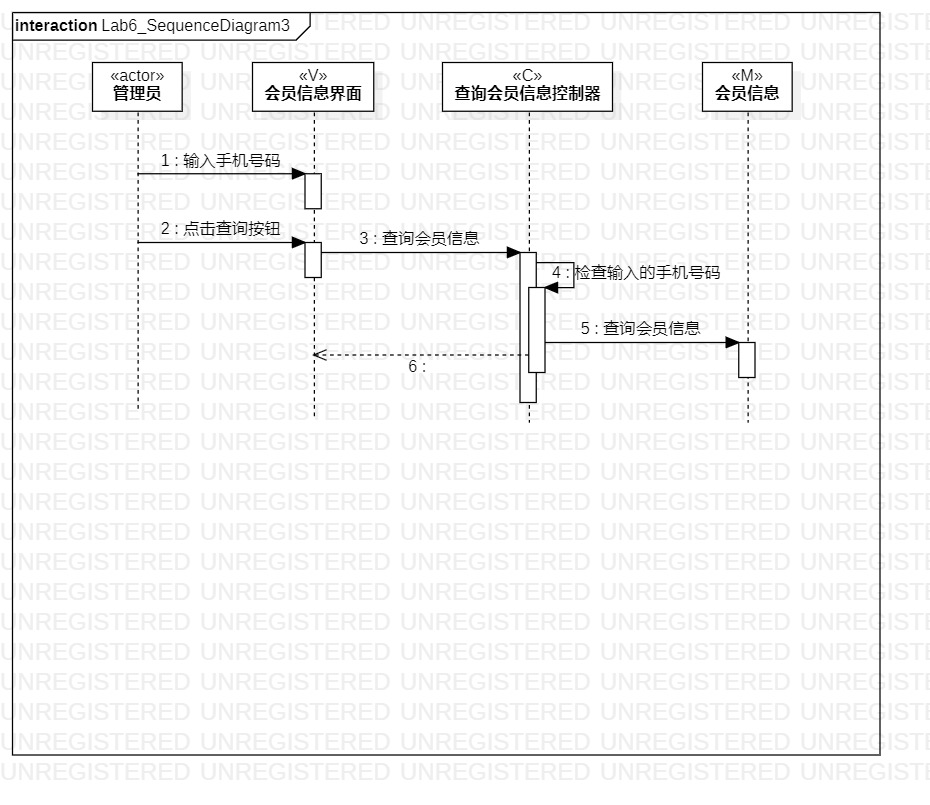 interaction Lab6_SequenceDiagram3
«actor»
管理员
«V»
会员信息界面
«C»
查询会员信息控制器
«M»
会员信息
1 : 输入手机号码
2 : 点击查询按钮
3 : 查询会员信息
4 : 检查输入的手机号码
5 : 查询会员信息
6 :
UNREGISTERED UNREGISTERED UNREGISTERED UNREGISTERED UNREGISTE